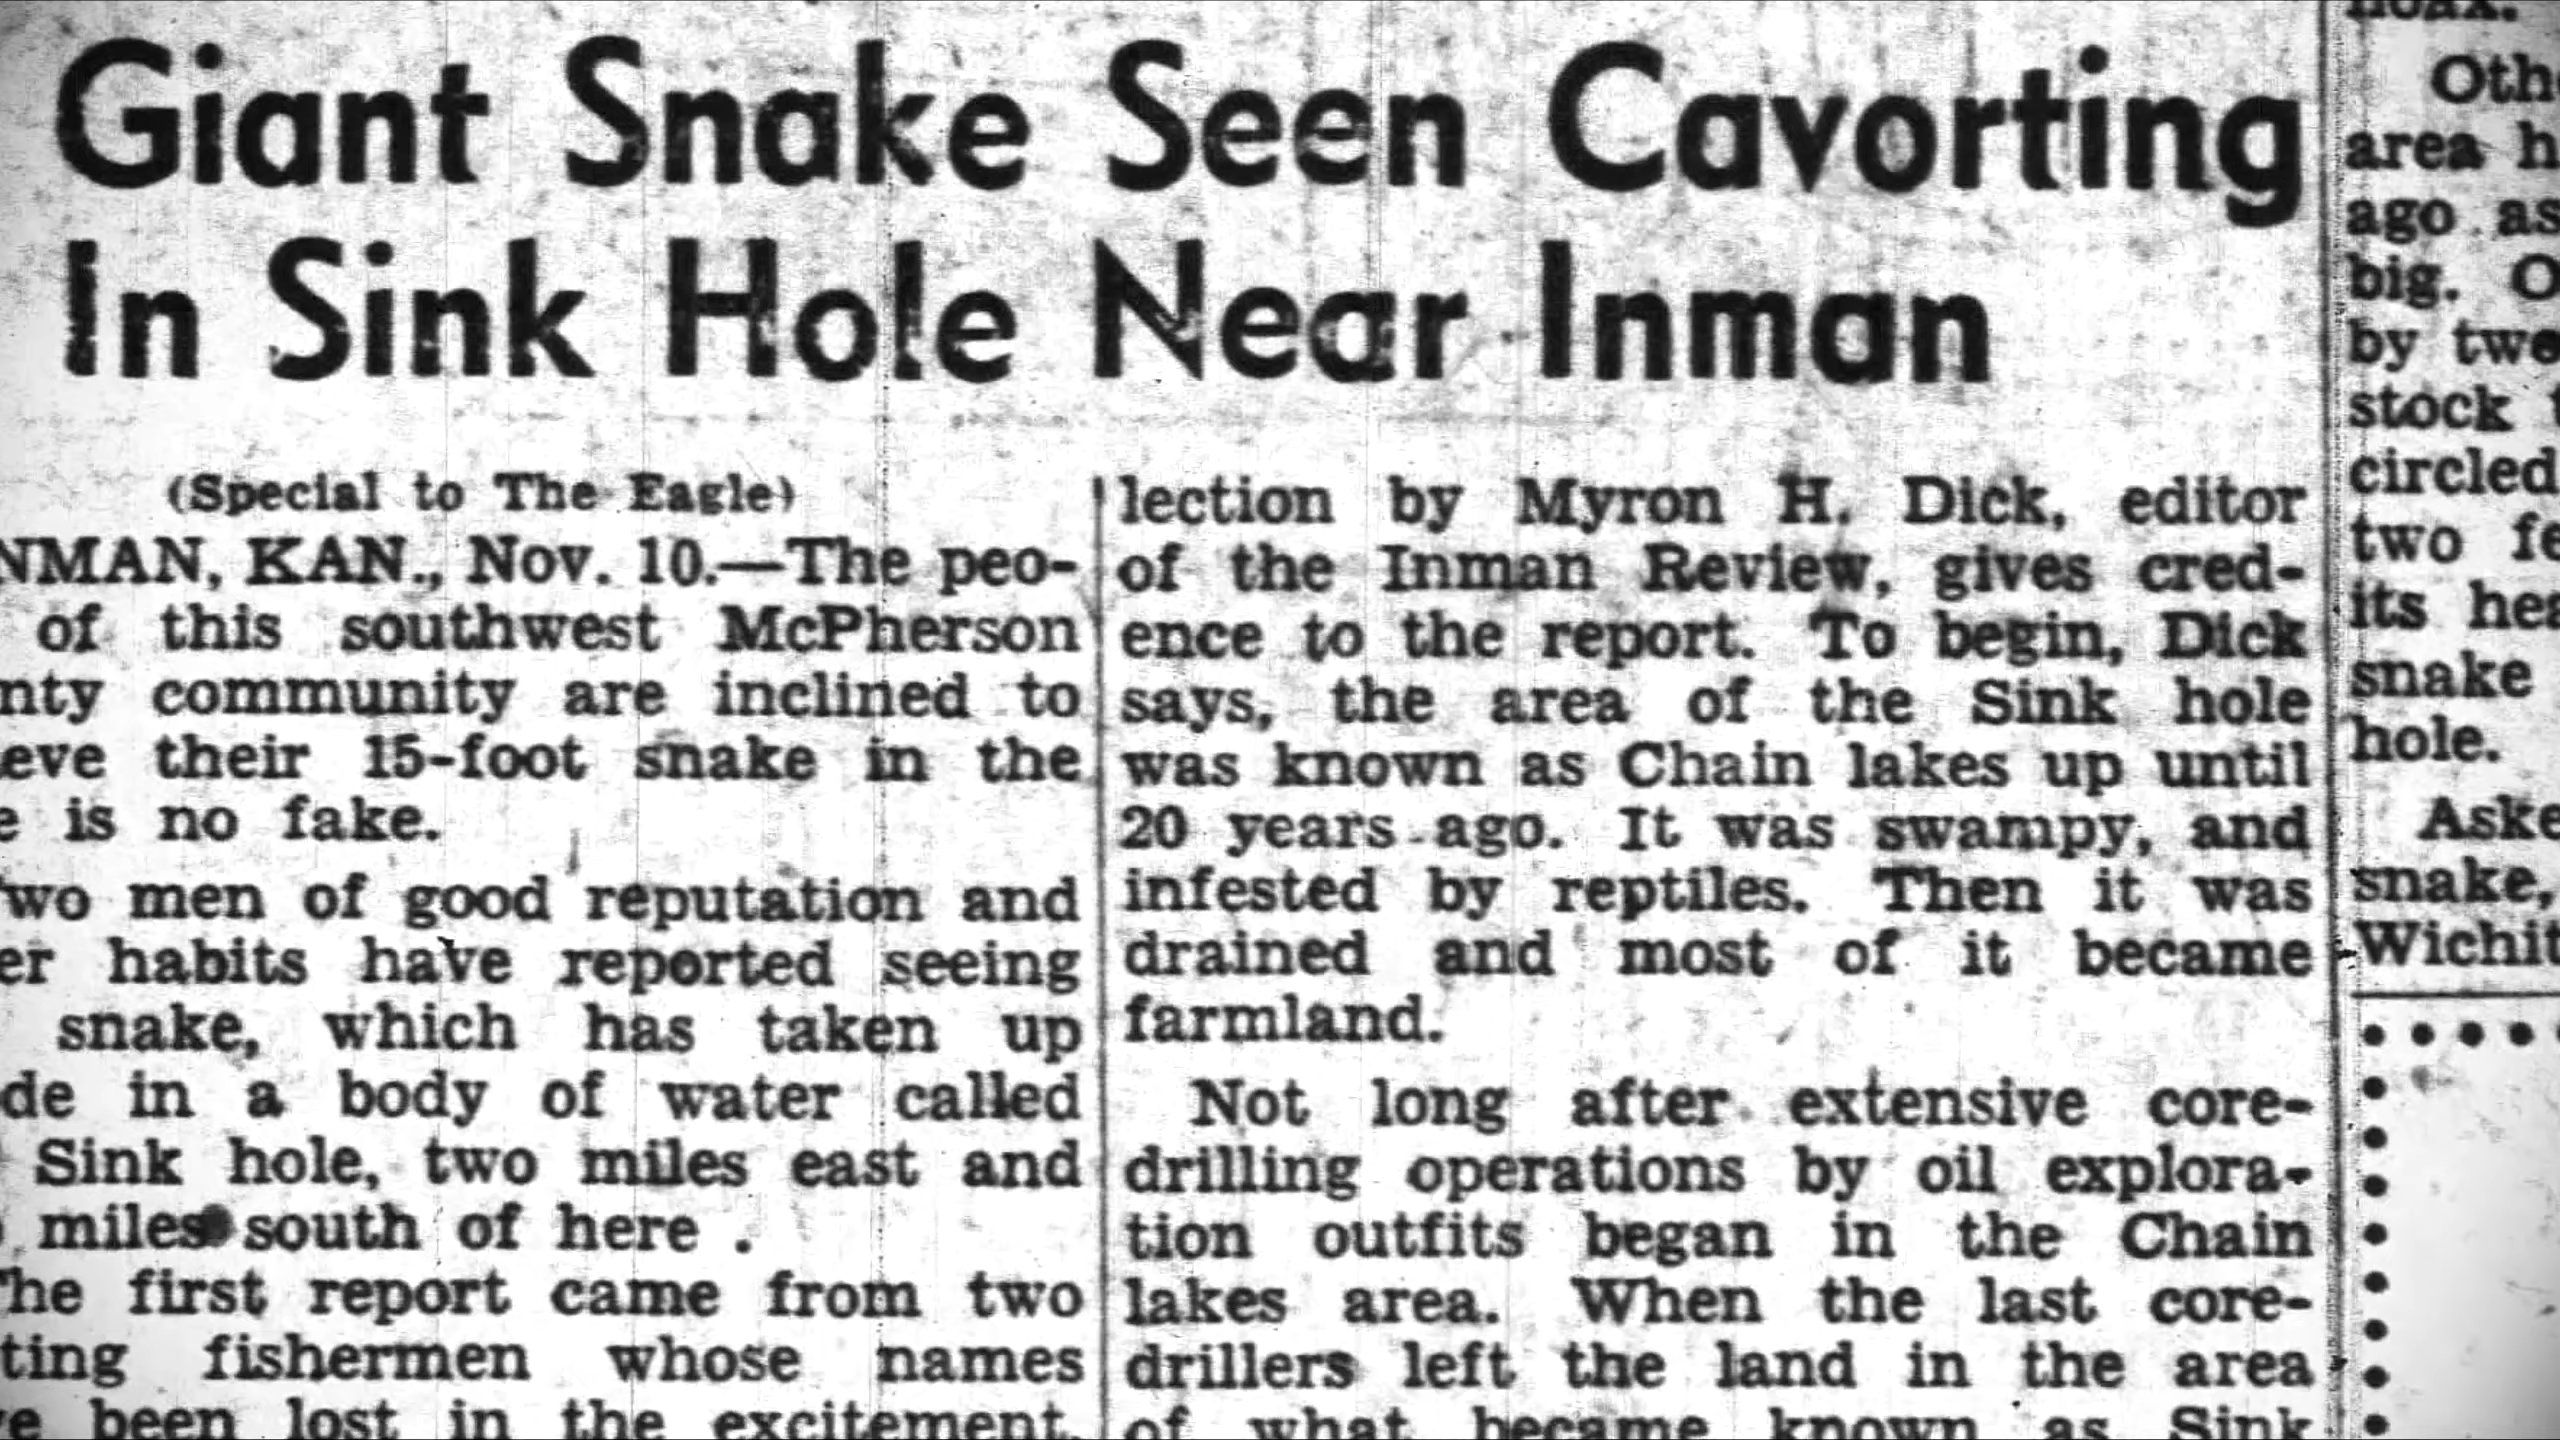 Giant Snake Seen Cavorting
In Sink Hole Near Inman
(Special to The Eagle)
NMAN, KAN., Nov. 10.—The peo-
of this southwest McPherson
nty community are inclined to
eve their 15-foot snake in the
e is no fake.
wo men of good reputation and
er habits have reported seeing
snake, which has taken up
de in a body of water called
Sink hole, two miles east and
miles south of here .
he first report came from two
ting fishermen whose names
e been lost in the excitement.
lection by Myron H. Dick, editor
of the Inman Review, gives cred-
ence to the report. To begin, Dick
says, the area of the Sink hole
was known as Chain lakes up until
20 years ago. It was swampy, and
infested by reptiles. Then it was
drained and most of it became
farmland.
Not long after extensive core-
drilling operations by oil explora-
tion outfits began in the Chain
lakes area. When the last core-
drillers left the land in the area
of what became known as Sink
hoax.
Othe
area h
ago as
big. O
by twe
stock t
circled
two fe
its hea
snake
hole.
Aske
snake,
Wichit